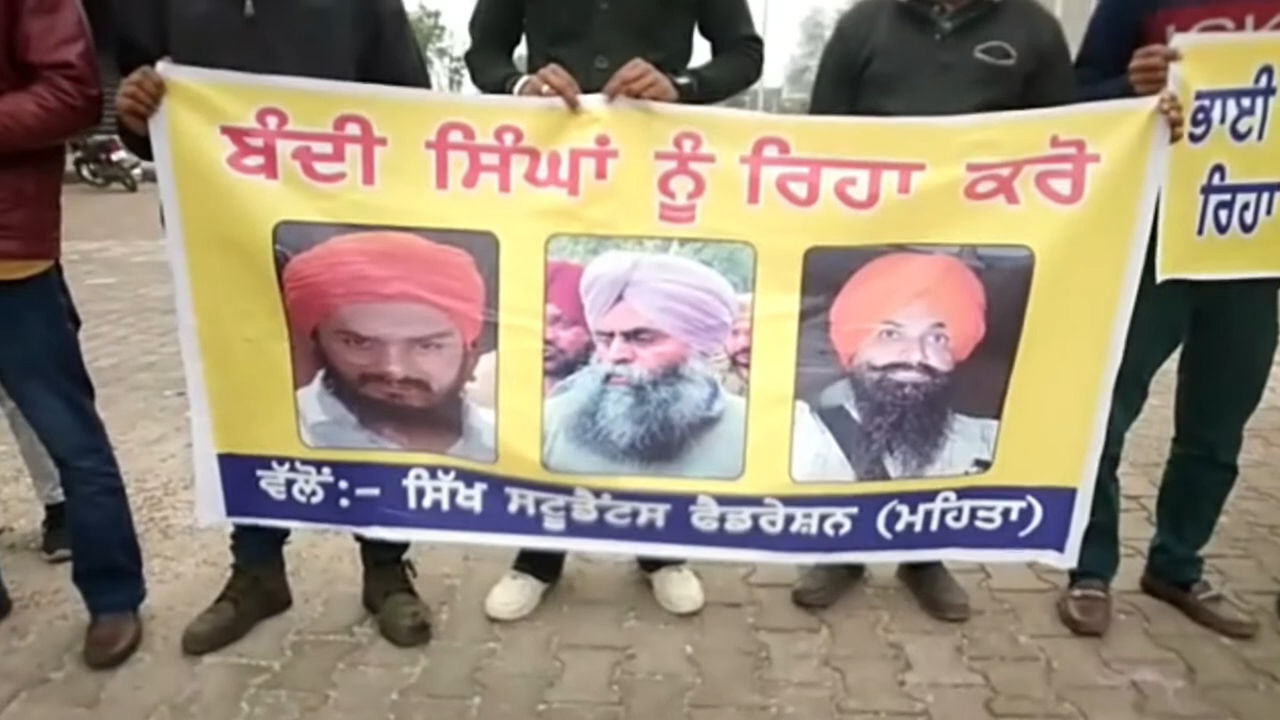 ਬੰਦੀ ਸਿੰਘਾਂ ਨੂੰ ਰਿਹਾ ਕਰੋ
ਵੱਲੋਂ:– ਸਿੱਖ ਸਟੂਡੈਂਟਸ ਫੈਡਰੇਸ਼ਨ (ਮਹਿਤਾ)
ਭਾਈ
ਰਿਹਾ